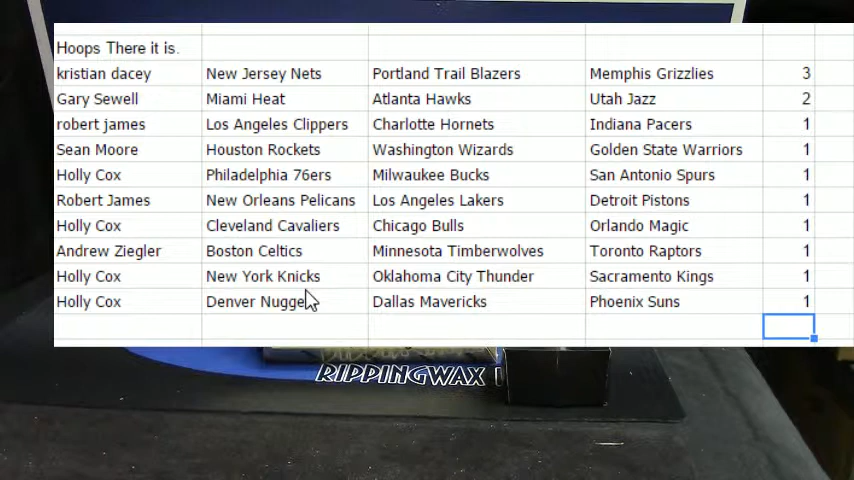 Hoops There it is.
kristian dacey New Jersey Nets Portland Trail Blazers Memphis Grizzlies 3
Gary Sewell Miami Heat Atlanta Hawks Utah Jazz 2
robert james Los Angeles Clippers Charlotte Hornets Indiana Pacers 1
Sean Moore Houston Rockets Washington Wizards Golden State Warriors 1
Holly Cox Philadelphia 76ers Milwaukee Bucks San Antonio Spurs 1
Robert James New Orleans Pelicans Los Angeles Lakers Detroit Pistons 1
Holly Cox Cleveland Cavaliers Chicago Bulls Orlando Magic 1
Andrew Ziegler Boston Celtics Minnesota Timberwolves Toronto Raptors 1
Holly Cox New York Knicks Oklahoma City Thunder Sacramento Kings 1
Holly Cox Denver Nugge Dallas Mavericks Phoenix Suns 1
RIPPINGWAX